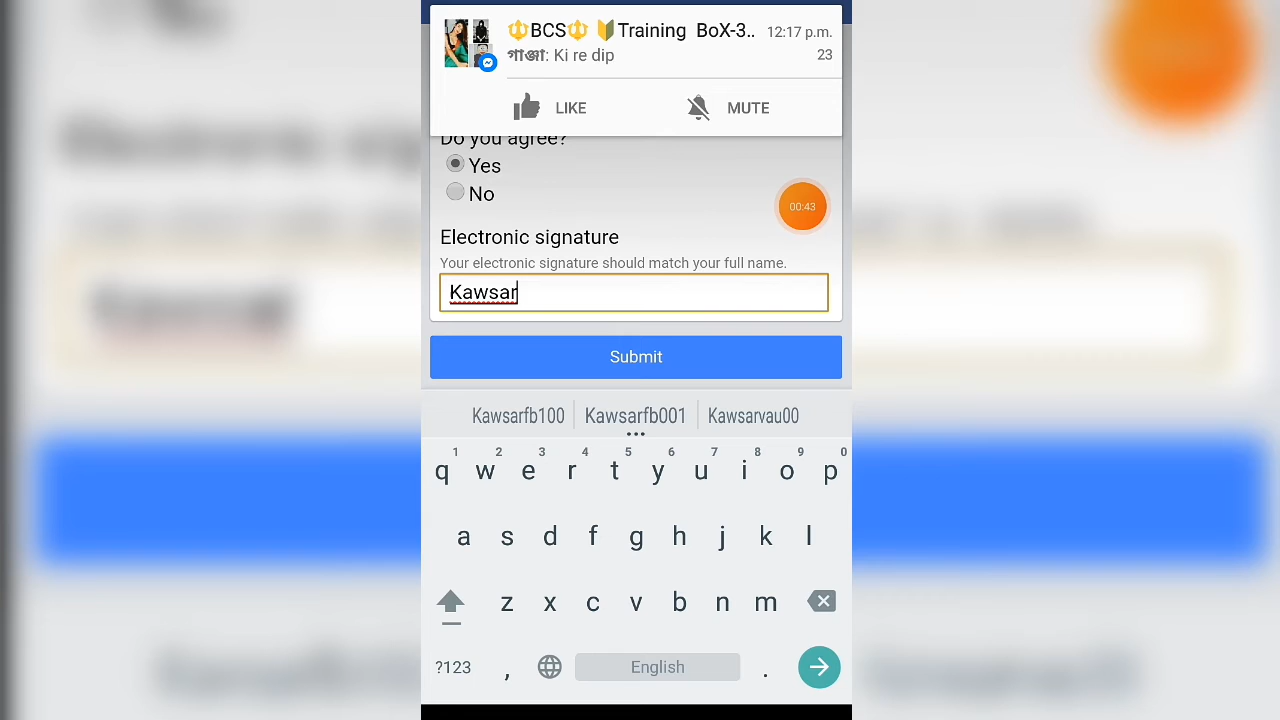 🔱BCS🔱 🔰Training BoX-3.. 12:17 p.m.
গাঞ্জা: Ki re dip 23
LIKE MUTE
Do you agree?
Yes
No
00:43
Electronic signature
Your electronic signature should match your full name.
Kawsar
Submit
Kawsarfb100 Kawsarfb001 Kawsarvau00
1 2 3 4 5 6 7 8 9 0
q w e r t y u i o p
a s d f g h j k l
z x c v b n m
?123 , English .